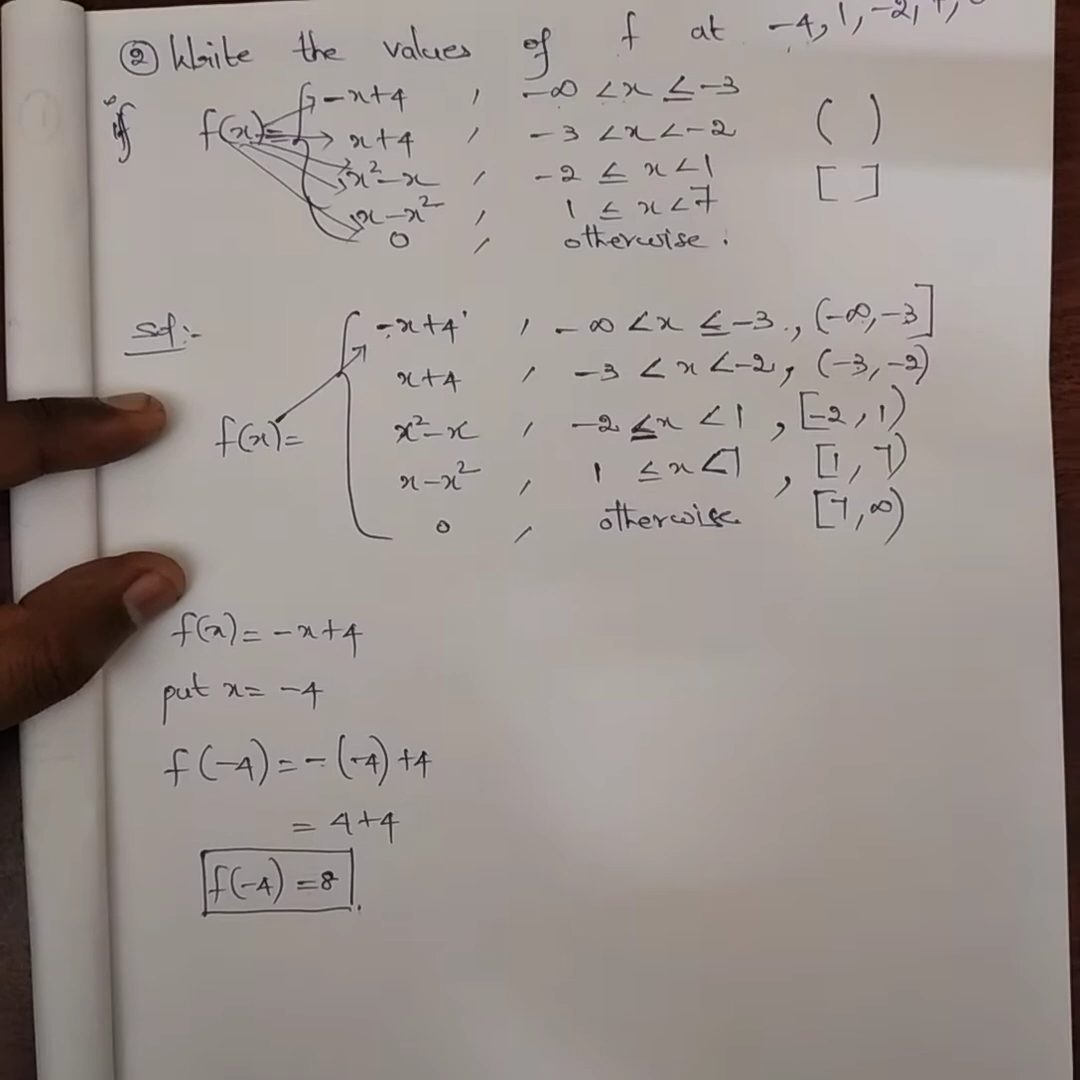 ② Write the values of f at -4, 1, -2, 7,
if f(x)= { -x+4 , -∞ <x ≤ -3 ( )
x+4 , -3 <x<-2
x²-x , -2 ≤ x <1 [ ]
x-x² , 1 ≤ x <7
0 , otherwise.
Sol:-
f(x)= { -x+4 , -∞ <x ≤ -3 , (-∞, -3]
x+4 , -3 <x <-2 , (-3, -2)
x²-x , -2 ≤x <1 , [-2, 1)
x-x² , 1 ≤x <7 , [1, 7)
0 , otherwise [7, ∞)
f(x)= -x+4
put x= -4
f(-4)= -(-4) +4
= 4+4
f(-4) =8.